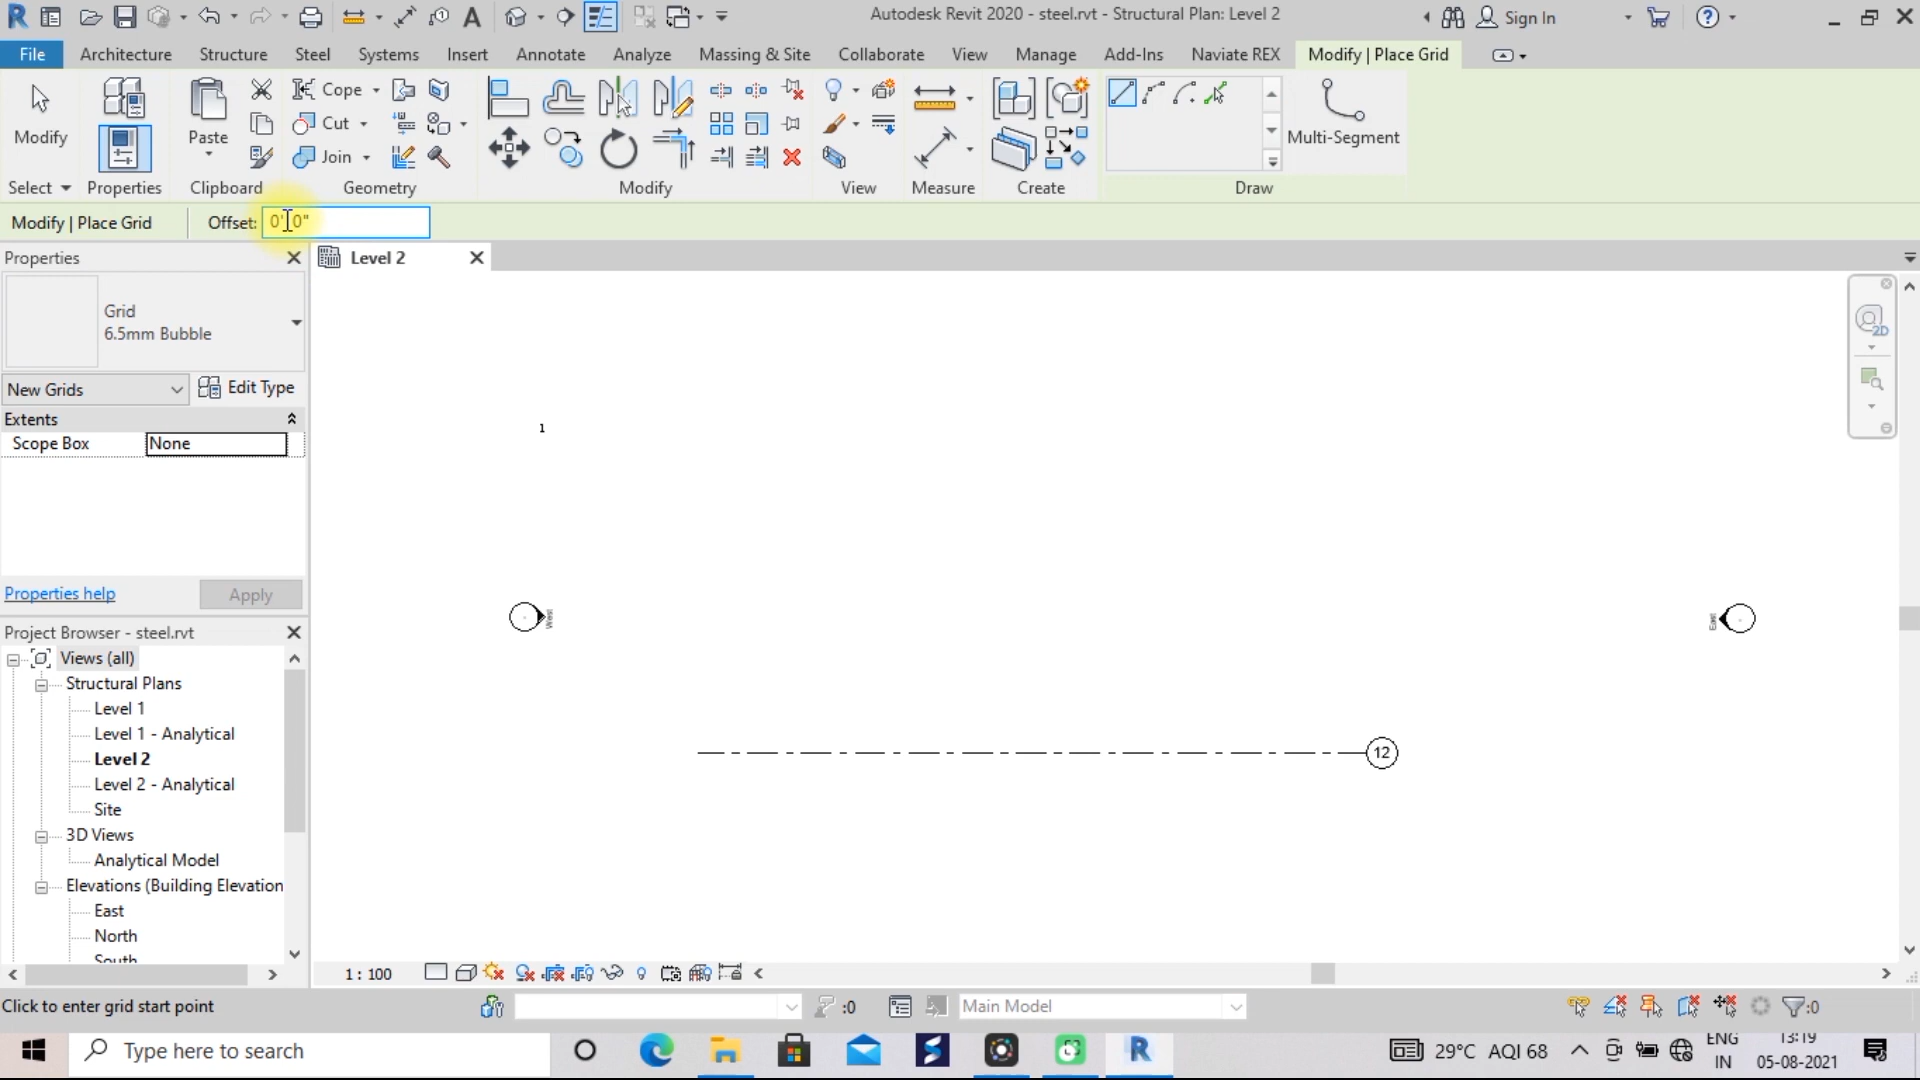 Autodesk Revit 2020 - steel.rvt - Structural Plan: Level 2
Sign In
File Architecture Structure Steel Systems Insert Annotate Analyze Massing & Site Collaborate View Manage Add-Ins Naviate REX Modify | Place Grid
Modify Paste Cope Cut Join Multi-Segment
Select Properties Clipboard Geometry Modify View Measure Create Draw
Modify | Place Grid Offset: 0' 0"
Properties
Level 2
Grid
6.5mm Bubble
New Grids Edit Type
Extents
Scope Box None
Properties help Apply
1
West
East
12
2D
Project Browser - steel.rvt
Views (all)
Structural Plans
Level 1
Level 1 - Analytical
Level 2
Level 2 - Analytical
Site
3D Views
Analytical Model
Elevations (Building Elevation
East
North
South
1 : 100
Click to enter grid start point
:0
Main Model
:0
Type here to search
29°C AQI 68
ENG
IN
13:19
05-08-2021